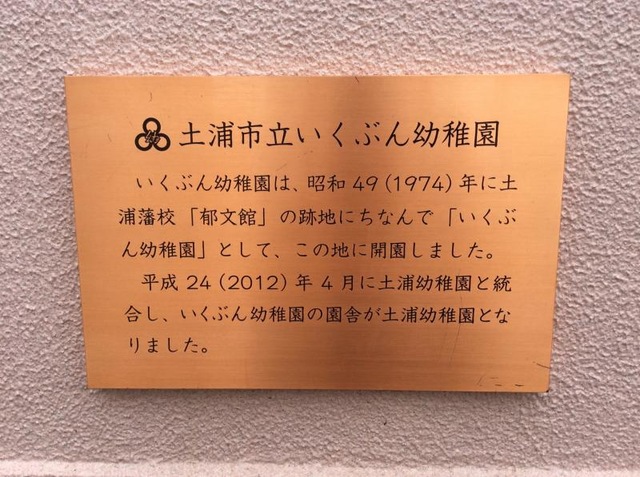 土浦市立いくぶん幼稚園
いくぶん幼稚園は、昭和 49 (1974) 年に土
浦藩校「郁文館」の跡地にちなんで「いくぶ
ん幼稚園」として、この地に開園しました。
平成 24 (2012) 年 4 月に土浦幼稚園と統
合し、いくぶん幼稚園の園舎が土浦幼稚園とな
りました。